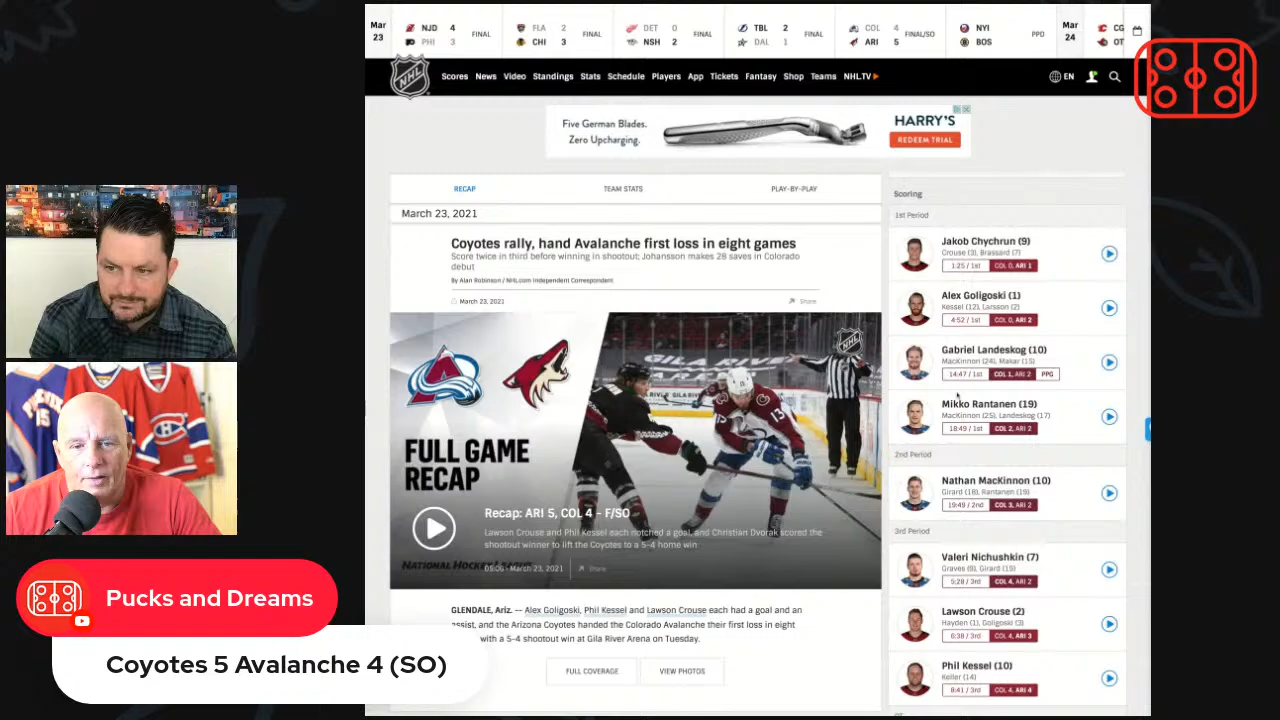 Mar
23
NJD 4
PHI 3
FINAL
FLA 2
CHI 3
FINAL
DET 0
NSH 2
FINAL
TBL 2
DAL 1
FINAL
COL 4
ARI 5
FINAL/SO
NYI
BOS
PPD
Mar
24
CG
OT
NHL
Scores News Video Standings Stats Schedule Players App Tickets Fantasy Shop Teams NHL.TV
EN
Five German Blades.
Zero Upcharging.
HARRY'S
REDEEM TRIAL
RECAP
TEAM STATS
PLAY-BY-PLAY
March 23, 2021
Coyotes rally, hand Avalanche first loss in eight games
Score twice in third before winning in shootout; Johansson makes 28 saves in Colorado
debut
By Alan Robinson / NHL.com Independent Correspondent
March 23, 2021
Share
GILA
RIVE
GILA RIV
13
FULL GAME
RECAP
Recap: ARI 5, COL 4 - F/SO
Lawson Crouse and Phil Kessel each notched a goal, and Christian Dvorak scored the
shootout winner to lift the Coyotes to a 5-4 home win
NATIONAL HOCKEY LEAGUE
05:06 · March 23, 2021
Share
GLENDALE, Ariz. -- Alex Goligoski, Phil Kessel and Lawson Crouse each had a goal and an
assist, and the Arizona Coyotes handed the Colorado Avalanche their first loss in eight
with a 5-4 shootout win at Gila River Arena on Tuesday.
FULL COVERAGE
VIEW PHOTOS
Scoring
1st Period
Jakob Chychrun (9)
Crouse (3), Brassard (7)
1:25 / 1st COL 0, ARI 1
Alex Goligoski (1)
Kessel (12), Larsson (2)
4:52 / 1st COL 0, ARI 2
Gabriel Landeskog (10)
MacKinnon (24), Makar (15)
14:47 / 1st COL 1, ARI 2 PPG
Mikko Rantanen (19)
MacKinnon (25), Landeskog (17)
18:49 / 1st COL 2, ARI 2
2nd Period
Nathan MacKinnon (10)
Girard (18), Rantanen (19)
19:49 / 2nd COL 3, ARI 2
3rd Period
Valeri Nichushkin (7)
Graves (9), Girard (19)
5:28 / 3rd COL 4, ARI 2
Lawson Crouse (2)
Hayden (1), Goligoski (3)
6:38 / 3rd COL 4, ARI 3
Phil Kessel (10)
Keller (14)
8:41 / 3rd COL 4, ARI 4
15
Pucks and Dreams
Coyotes 5 Avalanche 4 (SO)